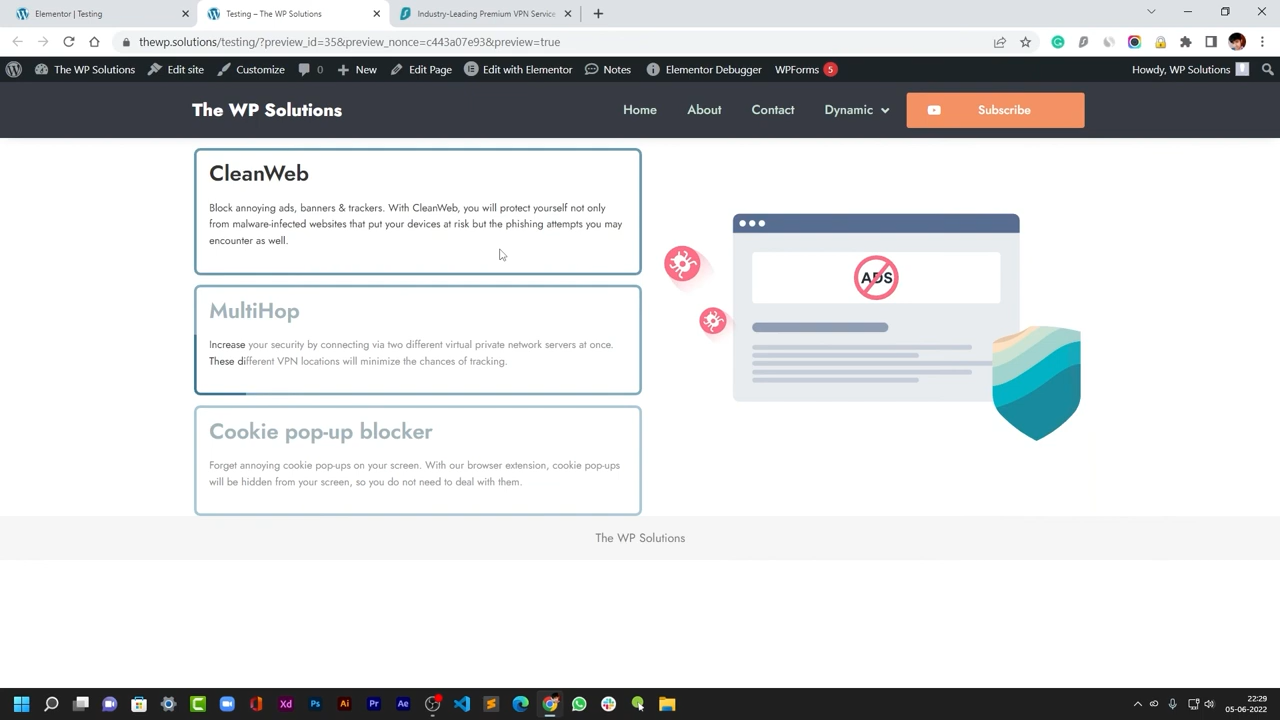 Elementor | Testing
Testing – The WP Solutions
Industry-Leading Premium VPN Service
thewp.solutions/testing/?preview_id=35&preview_nonce=c443a07e93&preview=true
The WP Solutions
Edit site
Customize
0
New
Edit Page
Edit with Elementor
Notes
Elementor Debugger
WPForms 5
Howdy, WP Solutions
The WP Solutions
Home
About
Contact
Dynamic
Subscribe
CleanWeb
Block annoying ads, banners & trackers. With CleanWeb, you will protect yourself not only
from malware-infected websites that put your devices at risk but the phishing attempts you may
encounter as well.
ADS
MultiHop
Increase your security by connecting via two different virtual private network servers at once.
These different VPN locations will minimize the chances of tracking.
Cookie pop-up blocker
Forget annoying cookie pop-ups on your screen. With our browser extension, cookie pop-ups
will be hidden from your screen, so you do not need to deal with them.
The WP Solutions
Xd
Ps
Ai
Pr
Ae
22:29
05-06-2022